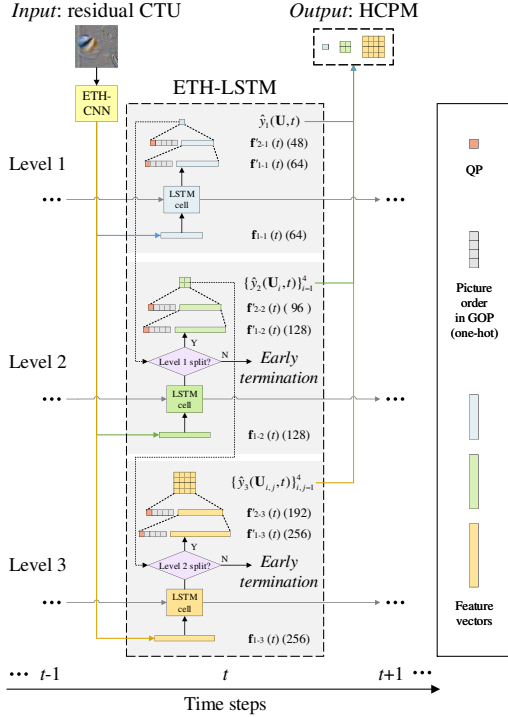 Input: residual CTU
Output: HCPM
ETH-
CNN
ETH-LSTM
Level 1
ŷ₁(U, t)
f'₂₋₁(t)(48)
f'₁₋₁(t)(64)
LSTM
cell
...
...
f₁₋₁(t)(64)
Level 2
{ŷ₂(Uᵢ,t)}⁴ᵢ₌₁
f'₂₋₂(t)( 96 )
f'₁₋₂(t)(128)
Y
Level 1 split?
N
Early
termination
LSTM
cell
...
...
f₁₋₂(t)(128)
Level 3
{ŷ₃(Uᵢ,ⱼ,t)}⁴ᵢ,ⱼ₌₁
f'₂₋₃(t)(192)
f'₁₋₃(t)(256)
Y
Level 2 split?
N
Early
termination
LSTM
cell
...
...
f₁₋₃(t)(256)
QP
Picture
order
in GOP
(one-hot)
Feature
vectors
... t-1 t t+1 ...
Time steps